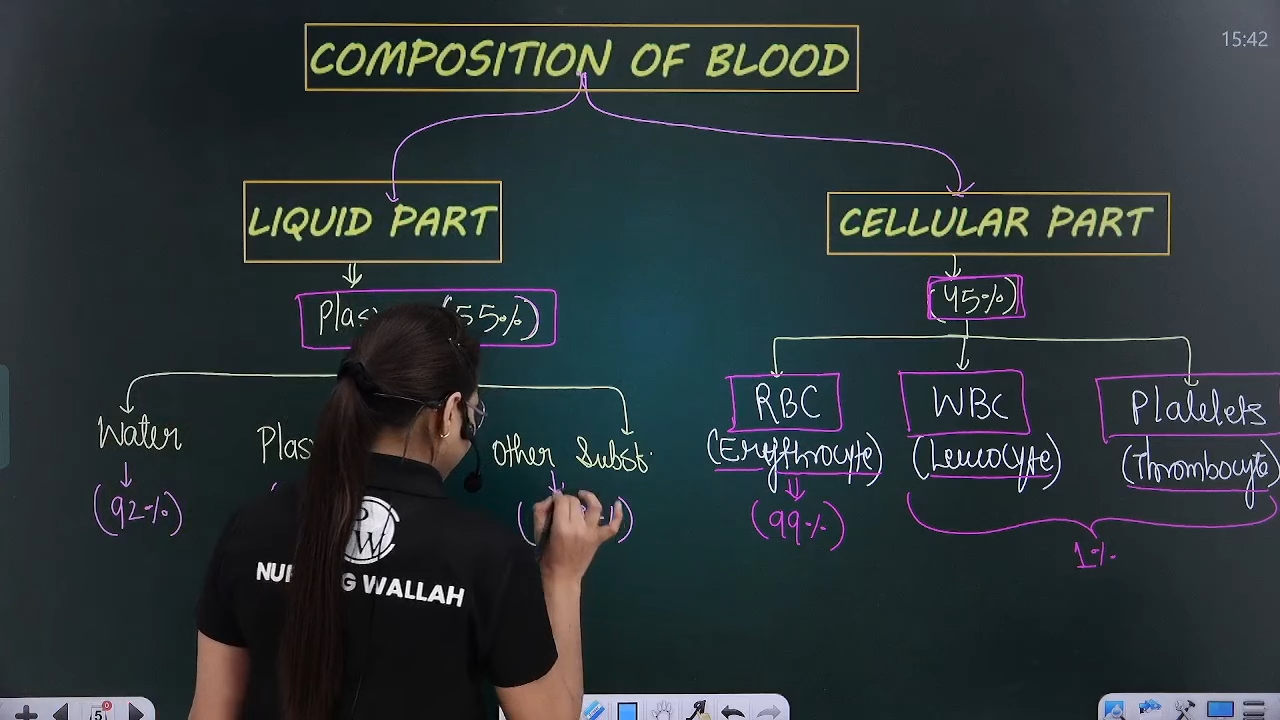 15:42
COMPOSITION OF BLOOD
LIQUID PART
CELLULAR PART
(55%)
(45%)
Water
Other Subst.
(92%)
RBC
WBC
Platelets
(Erythrocyte)
(Leucocyte)
(Thrombocyte)
(99%)
1%
WALLAH
5